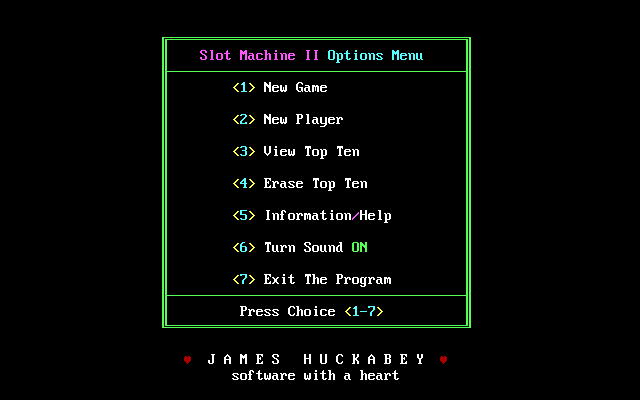 Slot Machine II Options Menu
<1> New Game
<2> New Player
<3> View Top Ten
<4> Erase Top Ten
<5> Information/Help
<6> Turn Sound ON
<7> Exit The Program
Press Choice <1-7>
♥ J A M E S  H U C K A B E Y ♥
software with a heart